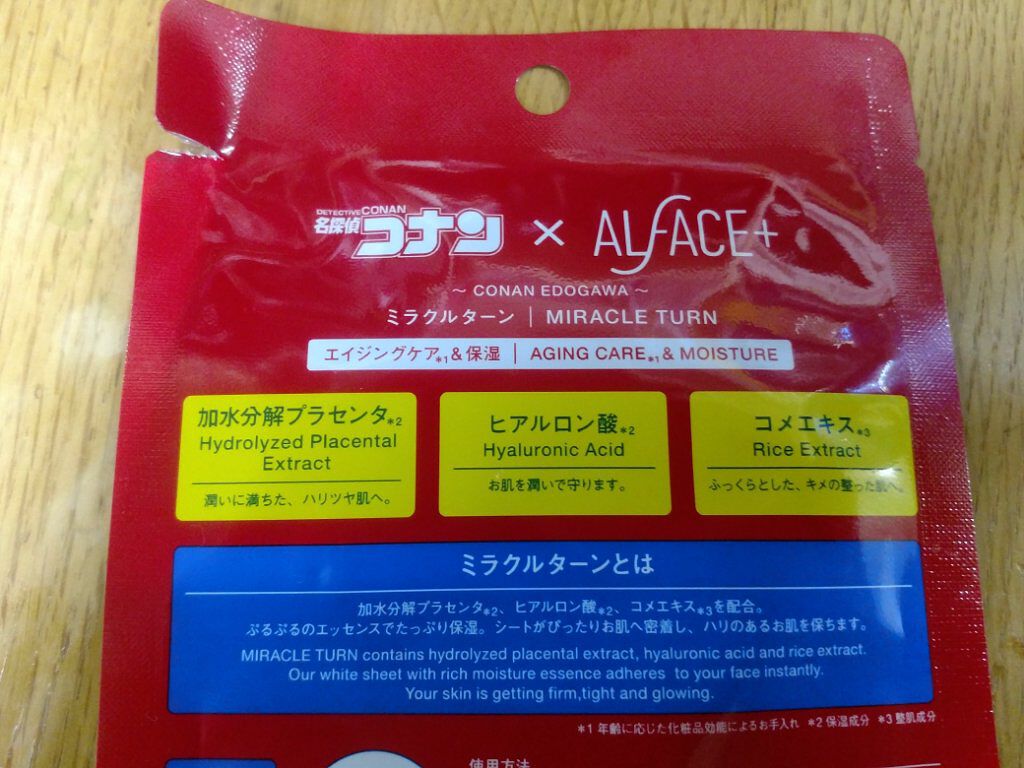 DETECTIVE CONAN
名探偵コナン × ALFACE+
～ CONAN EDOGAWA ～
ミラクルターン | MIRACLE TURN
エイジングケア*1&保湿 | AGING CARE*1& MOISTURE
加水分解プラセンタ*2
Hydrolyzed Placental
Extract
潤いに満ちた、ハリツヤ肌へ。
ヒアルロン酸*2
Hyaluronic Acid
お肌を潤いで守ります。
コメエキス*3
Rice Extract
ふっくらとした、キメの整った肌へ。
ミラクルターンとは
加水分解プラセンタ*2、ヒアルロン酸*2、コメエキス*3を配合。
ぷるぷるのエッセンスでたっぷり保湿。シートがぴったりお肌へ密着し、ハリのあるお肌を保ちます。
MIRACLE TURN contains hydrolyzed placental extract, hyaluronic acid and rice extract.
Our white sheet with rich moisture essence adheres to your face instantly.
Your skin is getting firm,tight and glowing.
*1 年齢に応じた化粧品効能によるお手入れ *2 保湿成分 *3 整肌成分
使用方法